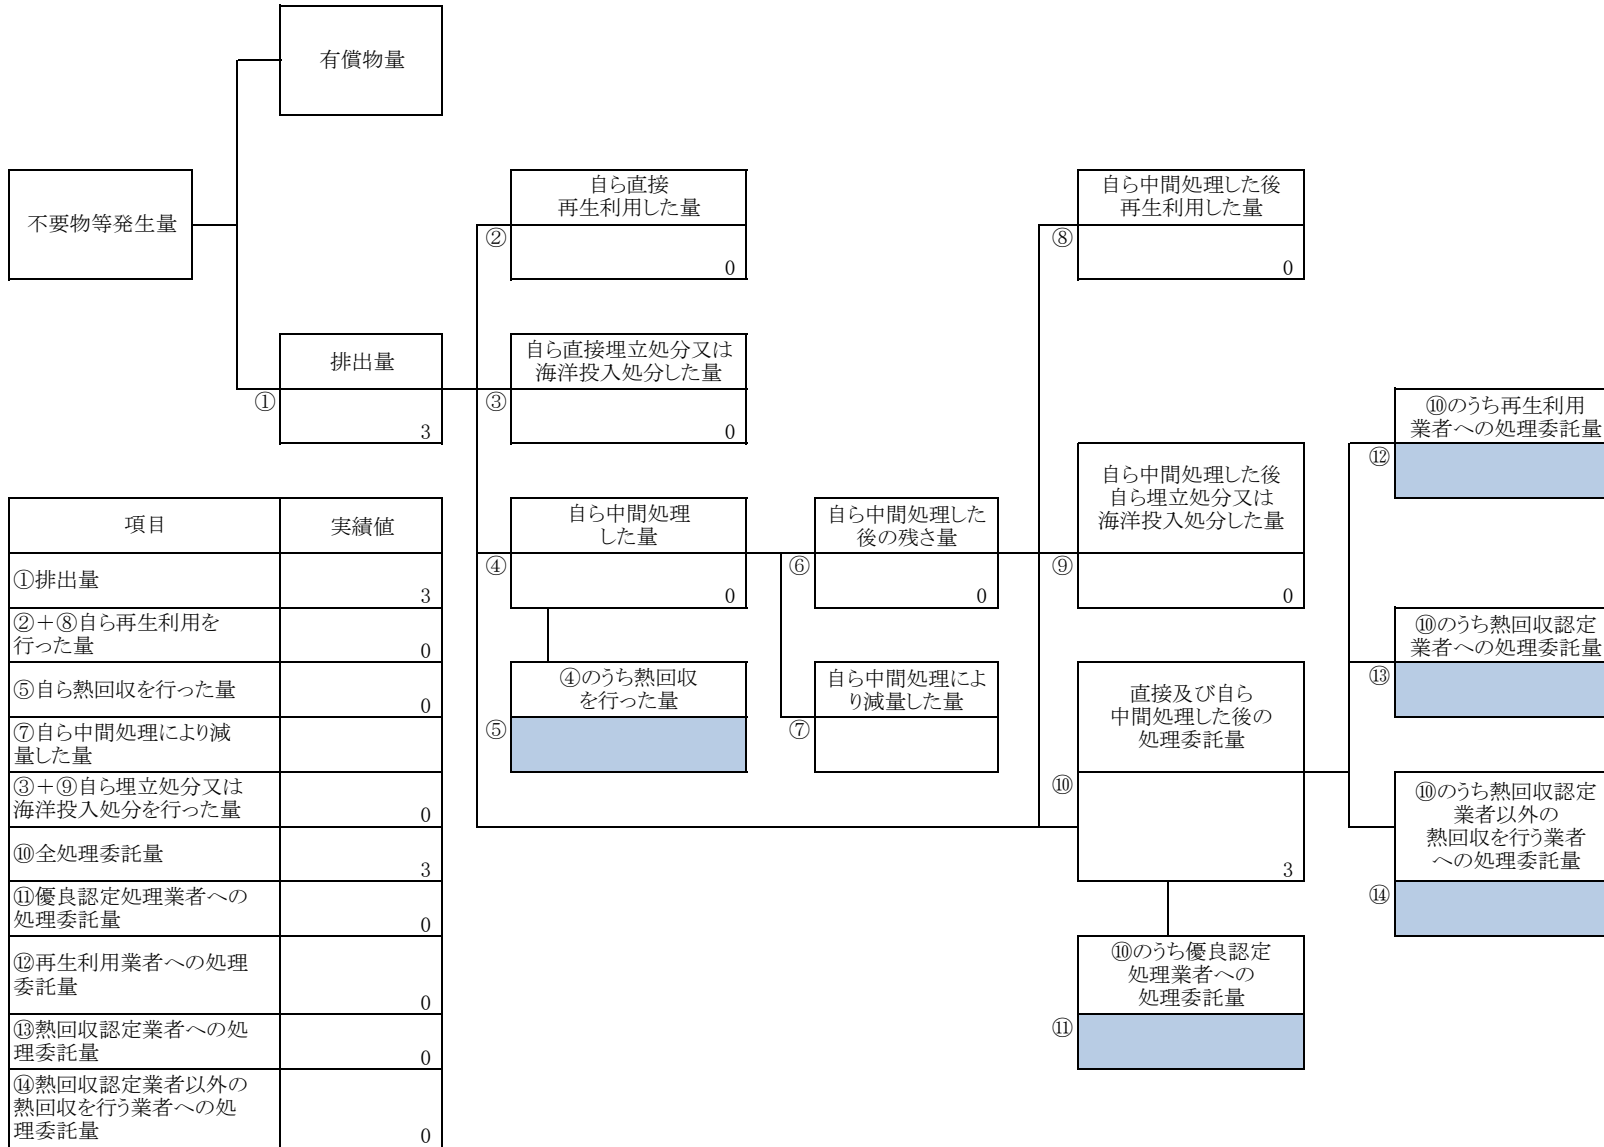 有償物量
不要物等発生量
排出量
①
3
自ら直接
再生利用した量
②
0
自ら直接埋立処分又は
海洋投入処分した量
③
0
自ら中間処理
した量
④
0
④のうち熱回収
を行った量
⑤
自ら中間処理した
後の残さ量
⑥
0
自ら中間処理によ
り減量した量
⑦
自ら中間処理した後
再生利用した量
⑧
0
自ら中間処理した後
自ら埋立処分又は
海洋投入処分した量
⑨
0
直接及び自ら
中間処理した後の
処理委託量
⑩
3
⑩のうち優良認定
処理業者への
処理委託量
⑪
⑩のうち再生利用
業者への処理委託量
⑫
⑩のうち熱回収認定
業者への処理委託量
⑬
⑩のうち熱回収認定
業者以外の
熱回収を行う業者
への処理委託量
⑭
項目
実績値
①排出量
3
②+⑧自ら再生利用を
行った量
0
⑤自ら熱回収を行った量
0
⑦自ら中間処理により減
量した量
③+⑨自ら埋立処分又は
海洋投入処分を行った量
0
⑩全処理委託量
3
⑪優良認定処理業者への
処理委託量
0
⑫再生利用業者への処理
委託量
0
⑬熱回収認定業者への処
理委託量
0
⑭熱回収認定業者以外の
熱回収を行う業者への処
理委託量
0